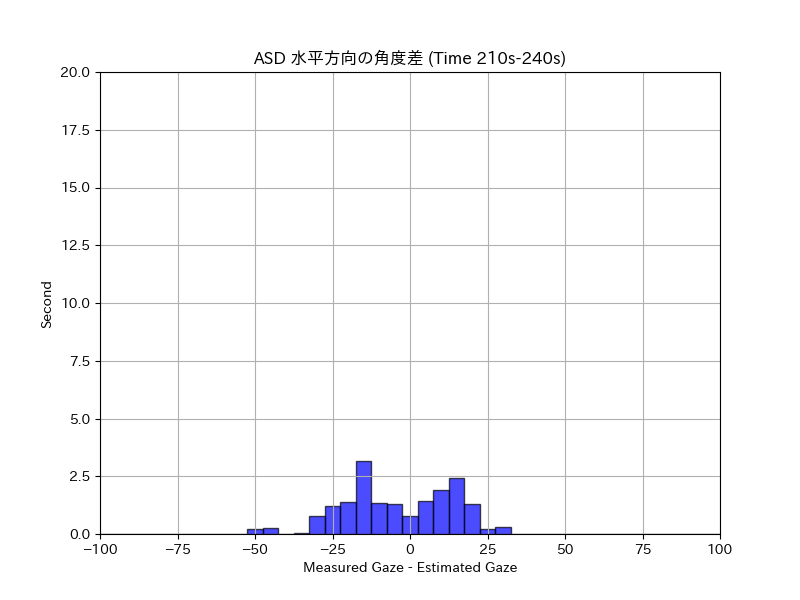 ASD 水平方向の角度差 (Time 210s-240s)
20.0
17.5
15.0
12.5
10.0
7.5
5.0
2.5
0.0
Second
−100 −75 −50 −25 0 25 50 75 100
Measured Gaze - Estimated Gaze